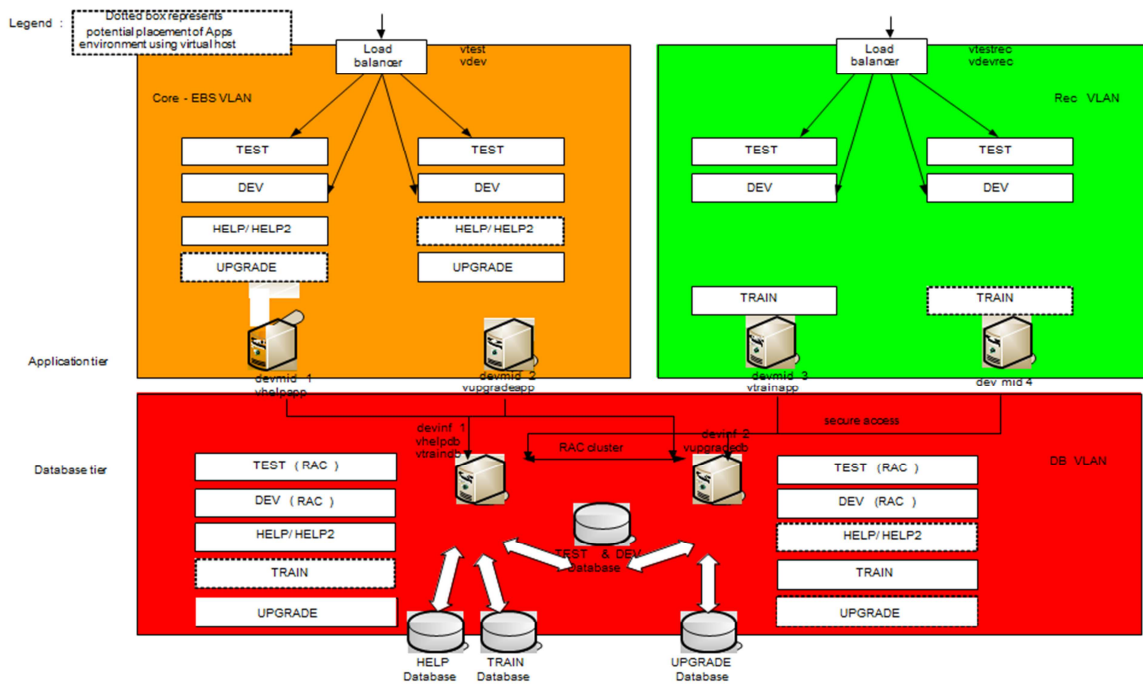 Legend :
Dotted box represents
potential placement of Apps
environment using virtual host
Load
balancer
vtest
vdev
Load
balancer
vtestrec
vdevrec
Core - EBS VLAN
Rec VLAN
TEST
TEST
TEST
TEST
DEV
DEV
DEV
DEV
HELP/ HELP2
HELP/ HELP2
UPGRADE
UPGRADE
TRAIN
TRAIN
Application tier
devmid 1
vhelpapp
devmid 2
vupgradeapp
devmid 3
vtrainapp
dev mid 4
devinf 1
vhelpdb
vtraindb
RAC cluster
devinf 2
vupgradedb
secure access
Database tier
DB VLAN
TEST ( RAC )
DEV ( RAC )
HELP/ HELP2
TRAIN
UPGRADE
TEST & DEV
Database
TEST ( RAC )
DEV ( RAC )
HELP/ HELP2
TRAIN
UPGRADE
HELP
Database
TRAIN
Database
UPGRADE
Database